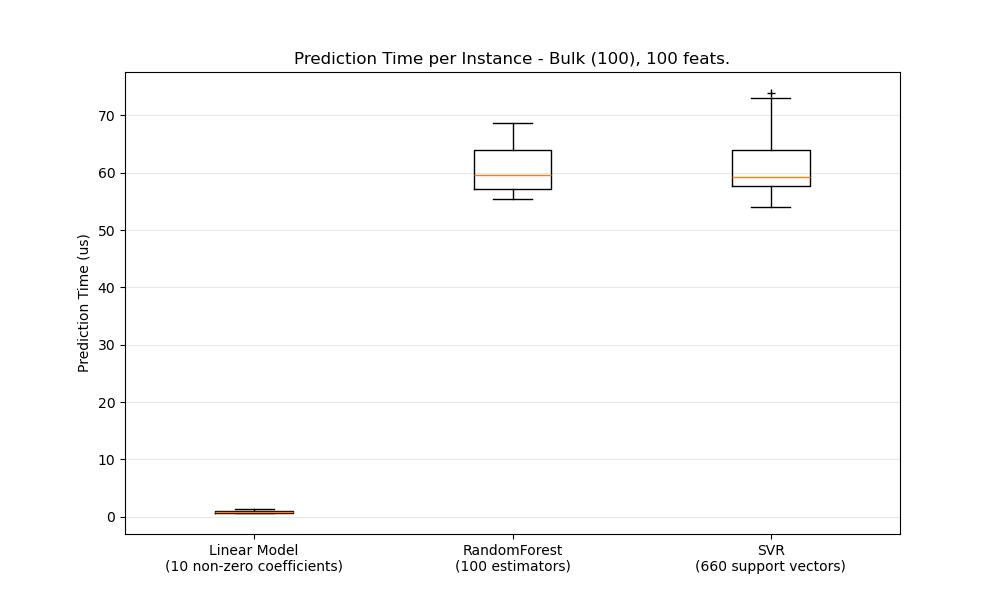 Prediction Time per Instance - Bulk (100), 100 feats.
Prediction Time (us)
70
60
50
40
30
20
10
0
Linear Model
(10 non-zero coefficients)
RandomForest
(100 estimators)
SVR
(660 support vectors)